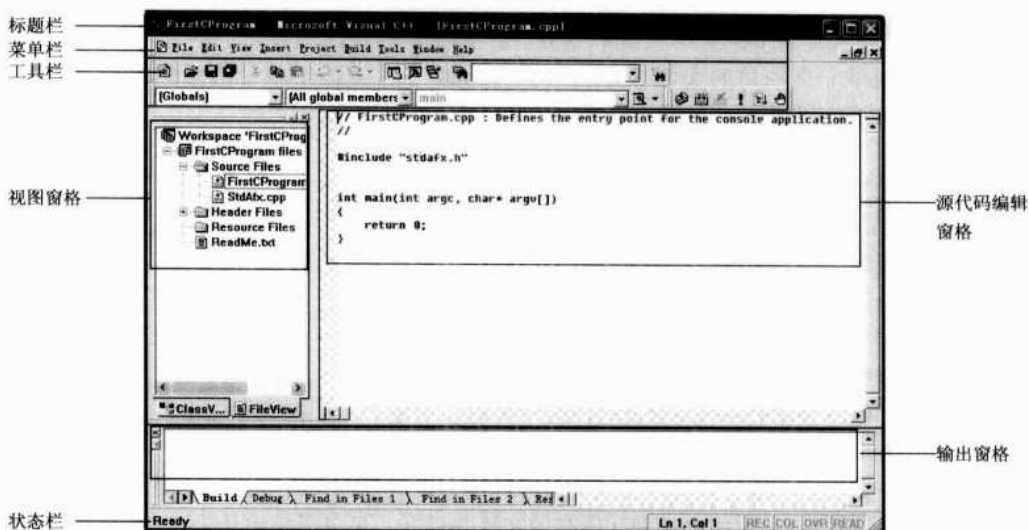 标题栏
FirstCProgram Microsoft Visual C++ [FirstCProgram.cpp]
菜单栏
File Edit View Insert Project Build Tools Window Help
工具栏
[Globals] [All global members main
// FirstCProgram.cpp : Defines the entry point for the console application.
//
#include "stdafx.h"
int main(int argc, char* argv[])
{
return 0;
}
视图窗格
Workspace 'FirstCProg
FirstCProgram files
Source Files
FirstCProgram
StdAfx.cpp
Header Files
Resource Files
ReadMe.txt
ClassV... FileView
源代码编辑
窗格
输出窗格
Build Debug Find in Files 1 Find in Files 2 Res
状态栏
Ready Ln 1, Col 1 REC COL OVR READ